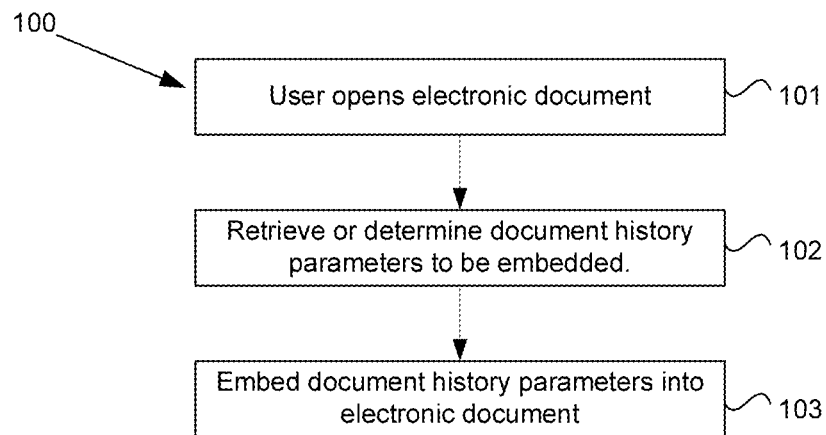 100
User opens electronic document
101
Retrieve or determine document history
parameters to be embedded.
102
Embed document history parameters into
electronic document
103